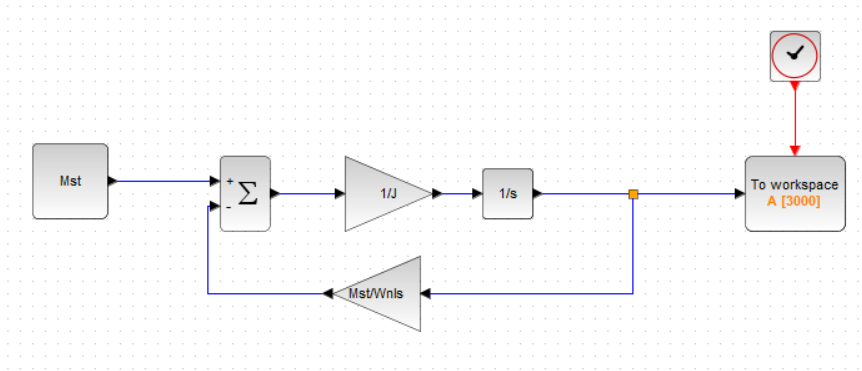 Mst
+
Σ
-
1/J
1/s
To workspace
A [3000]
Mst/Wnls